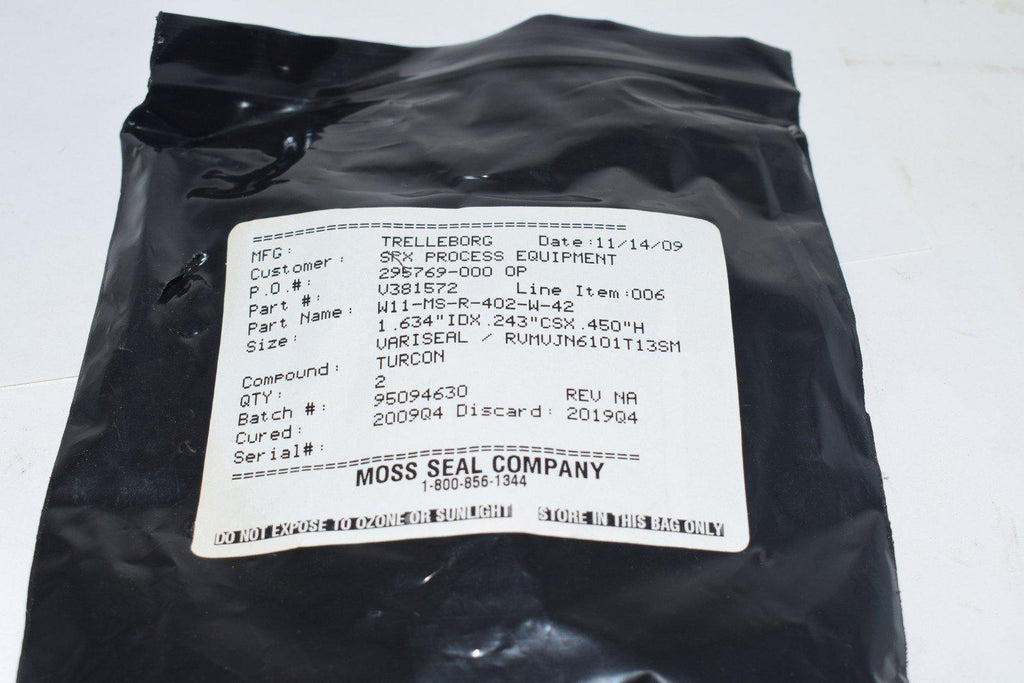 ==========================================
MFG: TRELLEBORG Date:11/14/09
Customer: SPX PROCESS EQUIPMENT
P.O.#: 295769-000 OP
Part #: V381572 Line Item:006
Part Name: W11-MS-R-402-W-42
Size: 1.634"IDX.243"CSX.450"H
VARISEAL / RVMVJN6101T13SM
Compound: TURCON
QTY: 2
Batch #: 95094630 REV NA
Cured: 2009Q4 Discard: 2019Q4
Serial#:
==========================================
MOSS SEAL COMPANY
1-800-856-1344
DO NOT EXPOSE TO OZONE OR SUNLIGHT STORE IN THIS BAG ONLY